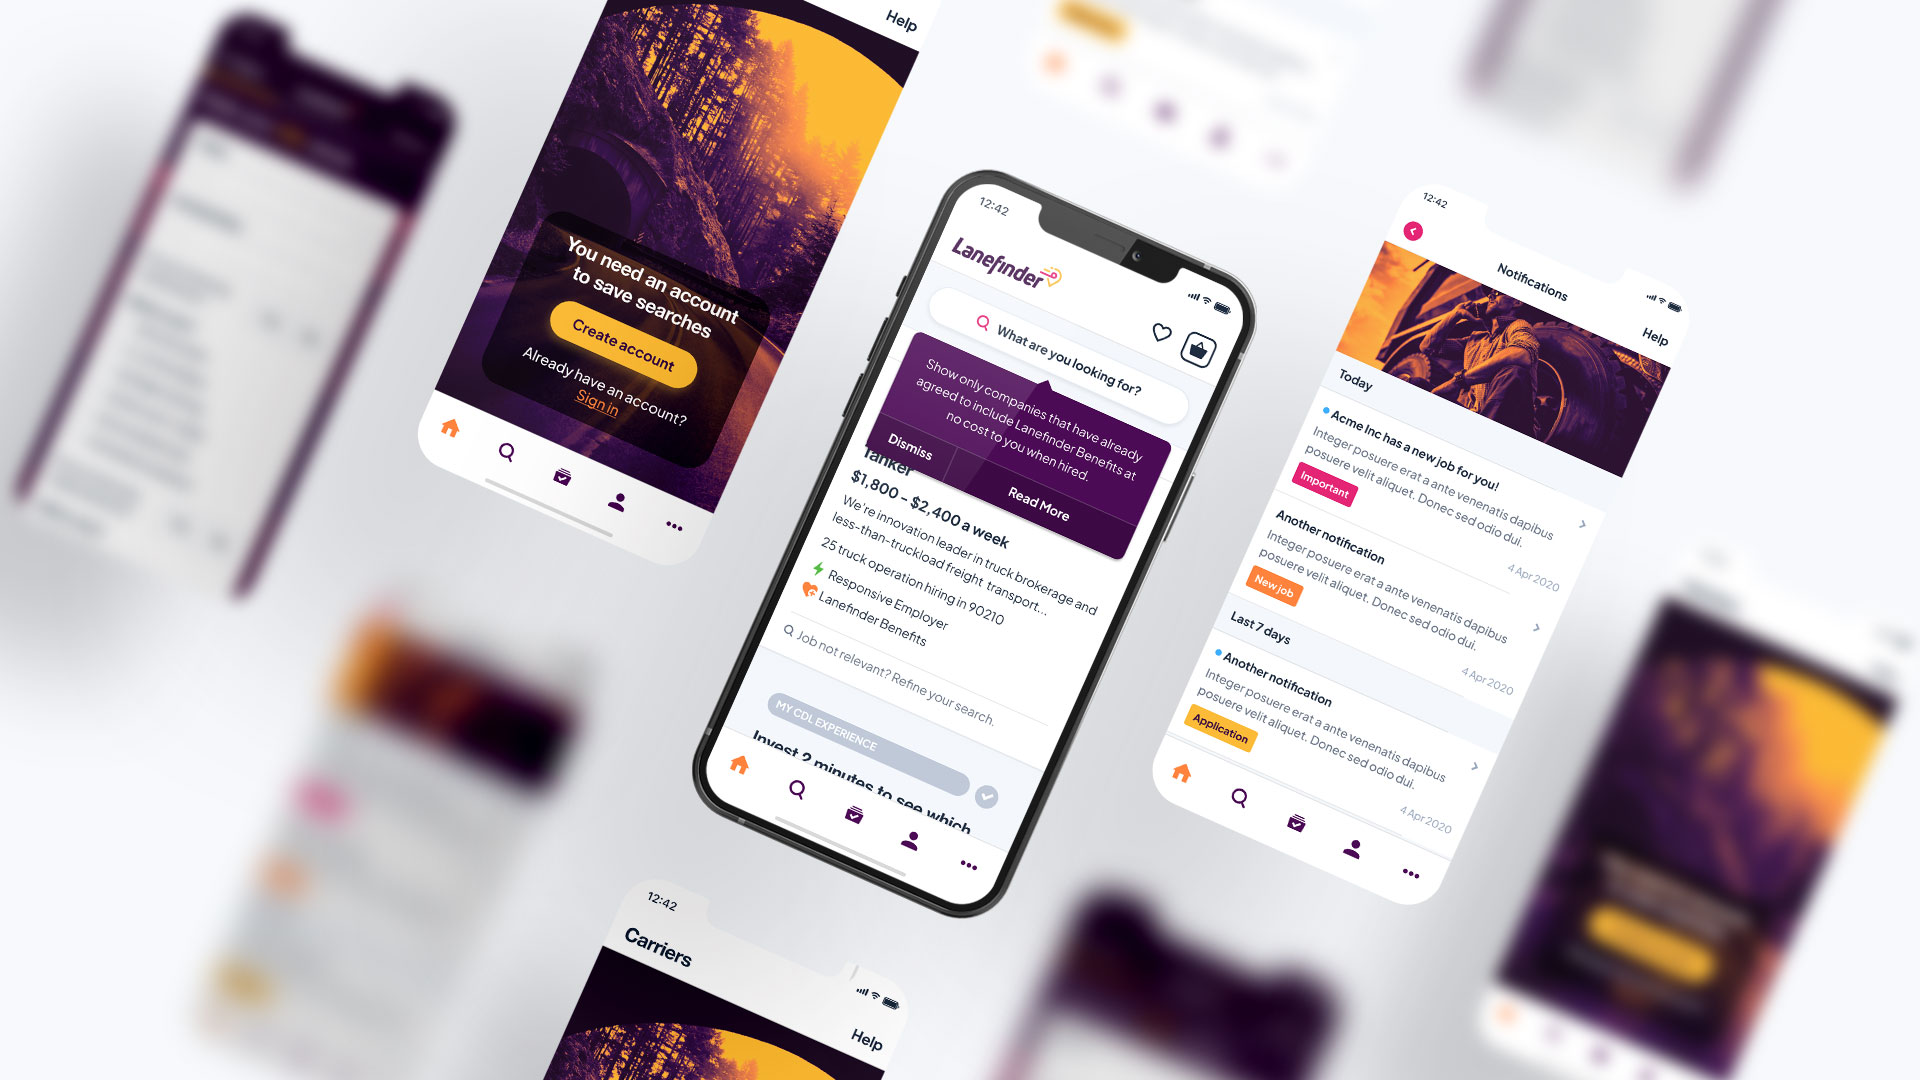 Help
You need an account
to save searches
Create account
Already have an account?
Sign in
12:42
Lanefinder
What are you looking for?
Show only companies that have already
agreed to include Lanefinder Benefits at
no cost to you when hired.
Dismiss
Read More
Tanker
$1,800 - $2,400 a week
We're innovation leader in truck brokerage and
less-than-truckload freight transport...
25 truck operation hiring in 90210
Responsive Employer
Lanefinder Benefits
Job not relevant? Refine your search.
MY CDL EXPERIENCE
Invest 2 minutes to see which
12:42
Notifications
Help
Today
Acme Inc has a new job for you!
Integer posuere erat a ante venenatis dapibus
posuere velit aliquet. Donec sed odio dui.
Important
4 Apr 2020
Another notification
Integer posuere erat a ante venenatis dapibus
posuere velit aliquet. Donec sed odio dui.
New job
4 Apr 2020
Last 7 days
Another notification
Integer posuere erat a ante venenatis dapibus
posuere velit aliquet. Donec sed odio dui.
Application
4 Apr 2020
12:42
Carriers
Help